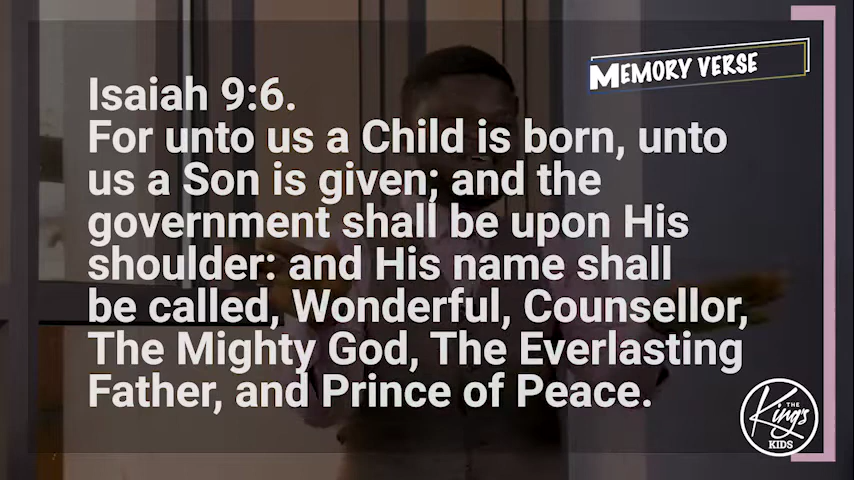 MEMORY VERSE
Isaiah 9:6.
For unto us a Child is born, unto
us a Son is given; and the
government shall be upon His
shoulder: and His name shall
be called, Wonderful, Counsellor,
The Mighty God, The Everlasting
Father, and Prince of Peace.
THE
King's
KIDS